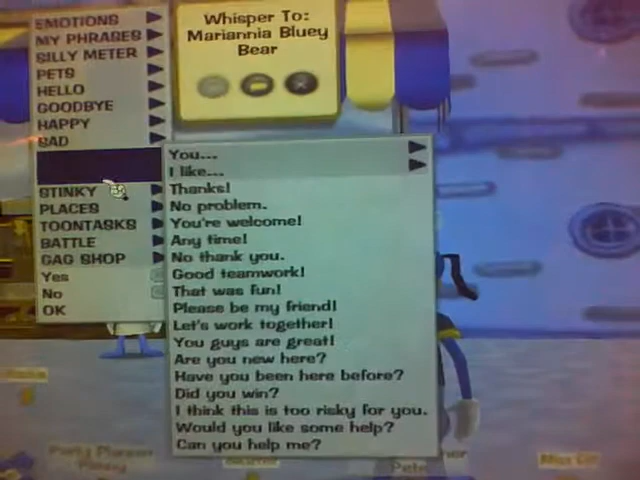 Whisper To:
Mariannia Bluey
Bear
EMOTIONS
MY PHRASES
SILLY METER
PETS
HELLO
GOODBYE
HAPPY
SAD
STINKY
PLACES
TOONTASKS
BATTLE
GAG SHOP
Yes
No
OK
You...
I like...
Thanks!
No problem.
You're welcome!
Any time!
No thank you.
Good teamwork!
That was fun!
Please be my friend!
Let's work together!
You guys are great!
Are you new here?
Have you been here before?
Did you win?
I think this is too risky for you.
Would you like some help?
Can you help me?
Party Planner